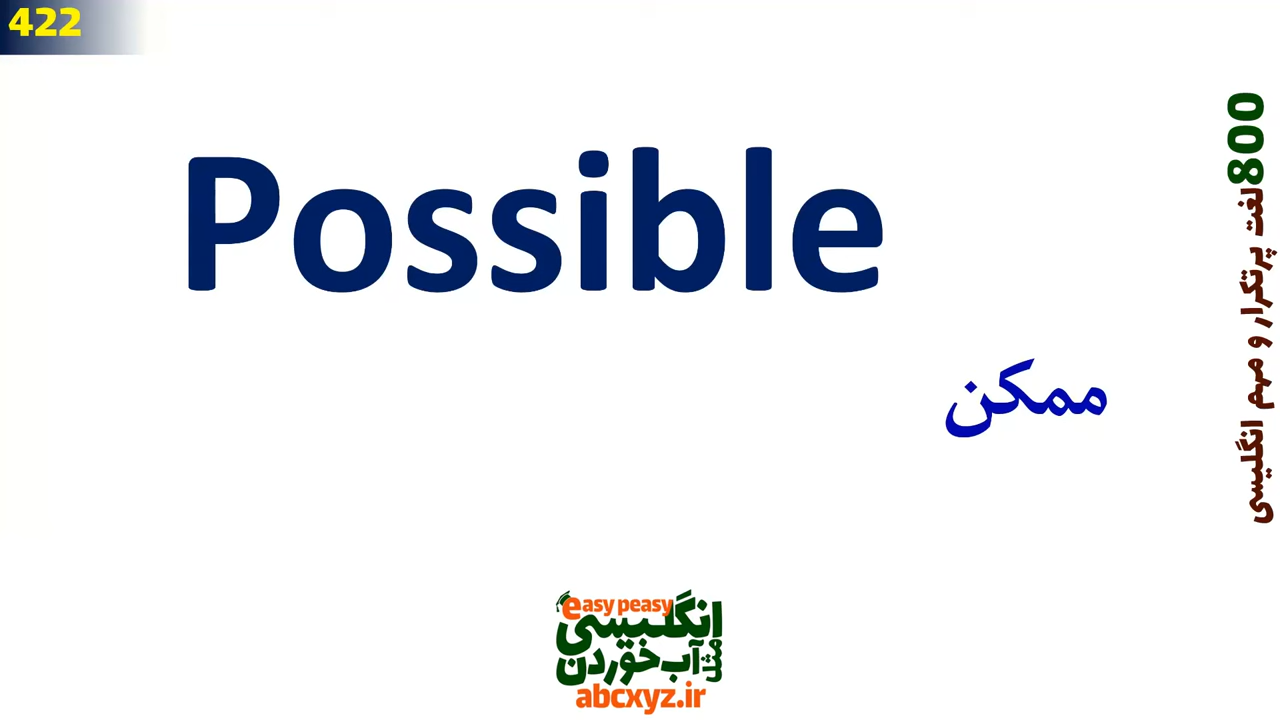 422
Possible
ممکن
800 لغت پرتکرار و مهم انگلیسی
easy peasy
انگلیسی
مثل آب خوردن
abcxyz.ir